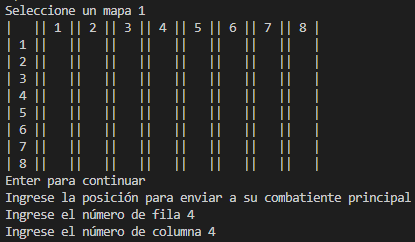 Seleccione un mapa 1
|   || 1 || 2 || 3 || 4 || 5 || 6 || 7 || 8 |
| 1 ||   ||   ||   ||   ||   ||   ||   ||   |
| 2 ||   ||   ||   ||   ||   ||   ||   ||   |
| 3 ||   ||   ||   ||   ||   ||   ||   ||   |
| 4 ||   ||   ||   ||   ||   ||   ||   ||   |
| 5 ||   ||   ||   ||   ||   ||   ||   ||   |
| 6 ||   ||   ||   ||   ||   ||   ||   ||   |
| 7 ||   ||   ||   ||   ||   ||   ||   ||   |
| 8 ||   ||   ||   ||   ||   ||   ||   ||   |
Enter para continuar
Ingrese la posición para enviar a su combatiente principal
Ingrese el número de fila 4
Ingrese el número de columna 4